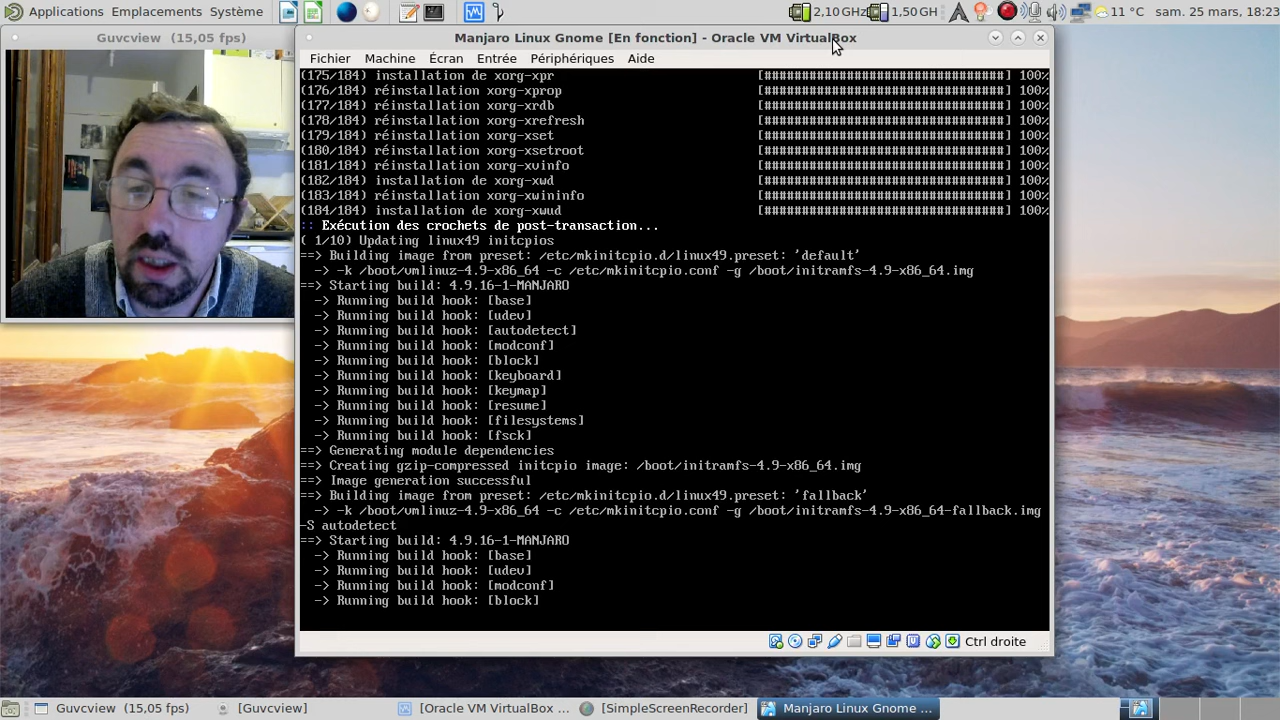 Applications Emplacements Système
2,10 GHz 1,50 GH 11 °C sam. 25 mars, 18:23
Guvcview (15,05 fps)
Manjaro Linux Gnome [En fonction] - Oracle VM VirtualBox
Fichier Machine Écran Entrée Périphériques Aide
(175/184) installation de xorg-xpr [################################] 100%
(176/184) réinstallation xorg-xprop [################################] 100%
(177/184) réinstallation xorg-xrdb [################################] 100%
(178/184) réinstallation xorg-xrefresh [################################] 100%
(179/184) réinstallation xorg-xset [################################] 100%
(180/184) réinstallation xorg-xsetroot [################################] 100%
(181/184) réinstallation xorg-xvinfo [################################] 100%
(182/184) installation de xorg-xwd [################################] 100%
(183/184) réinstallation xorg-xwininfo [################################] 100%
(184/184) installation de xorg-xwud [################################] 100%
:: Exécution des crochets de post-transaction...
( 1/10) Updating linux49 initcpios
==> Building image from preset: /etc/mkinitcpio.d/linux49.preset: 'default'
-> -k /boot/vmlinuz-4.9-x86_64 -c /etc/mkinitcpio.conf -g /boot/initramfs-4.9-x86_64.img
==> Starting build: 4.9.16-1-MANJARO
-> Running build hook: [base]
-> Running build hook: [udev]
-> Running build hook: [autodetect]
-> Running build hook: [modconf]
-> Running build hook: [block]
-> Running build hook: [keyboard]
-> Running build hook: [keymap]
-> Running build hook: [resume]
-> Running build hook: [filesystems]
-> Running build hook: [fsck]
==> Generating module dependencies
==> Creating gzip-compressed initcpio image: /boot/initramfs-4.9-x86_64.img
==> Image generation successful
==> Building image from preset: /etc/mkinitcpio.d/linux49.preset: 'fallback'
-> -k /boot/vmlinuz-4.9-x86_64 -c /etc/mkinitcpio.conf -g /boot/initramfs-4.9-x86_64-fallback.img
-S autodetect
==> Starting build: 4.9.16-1-MANJARO
-> Running build hook: [base]
-> Running build hook: [udev]
-> Running build hook: [modconf]
-> Running build hook: [block]
Ctrl droite
Guvcview (15,05 fps) [Guvcview] [Oracle VM VirtualBox ... [SimpleScreenRecorder] Manjaro Linux Gnome ...